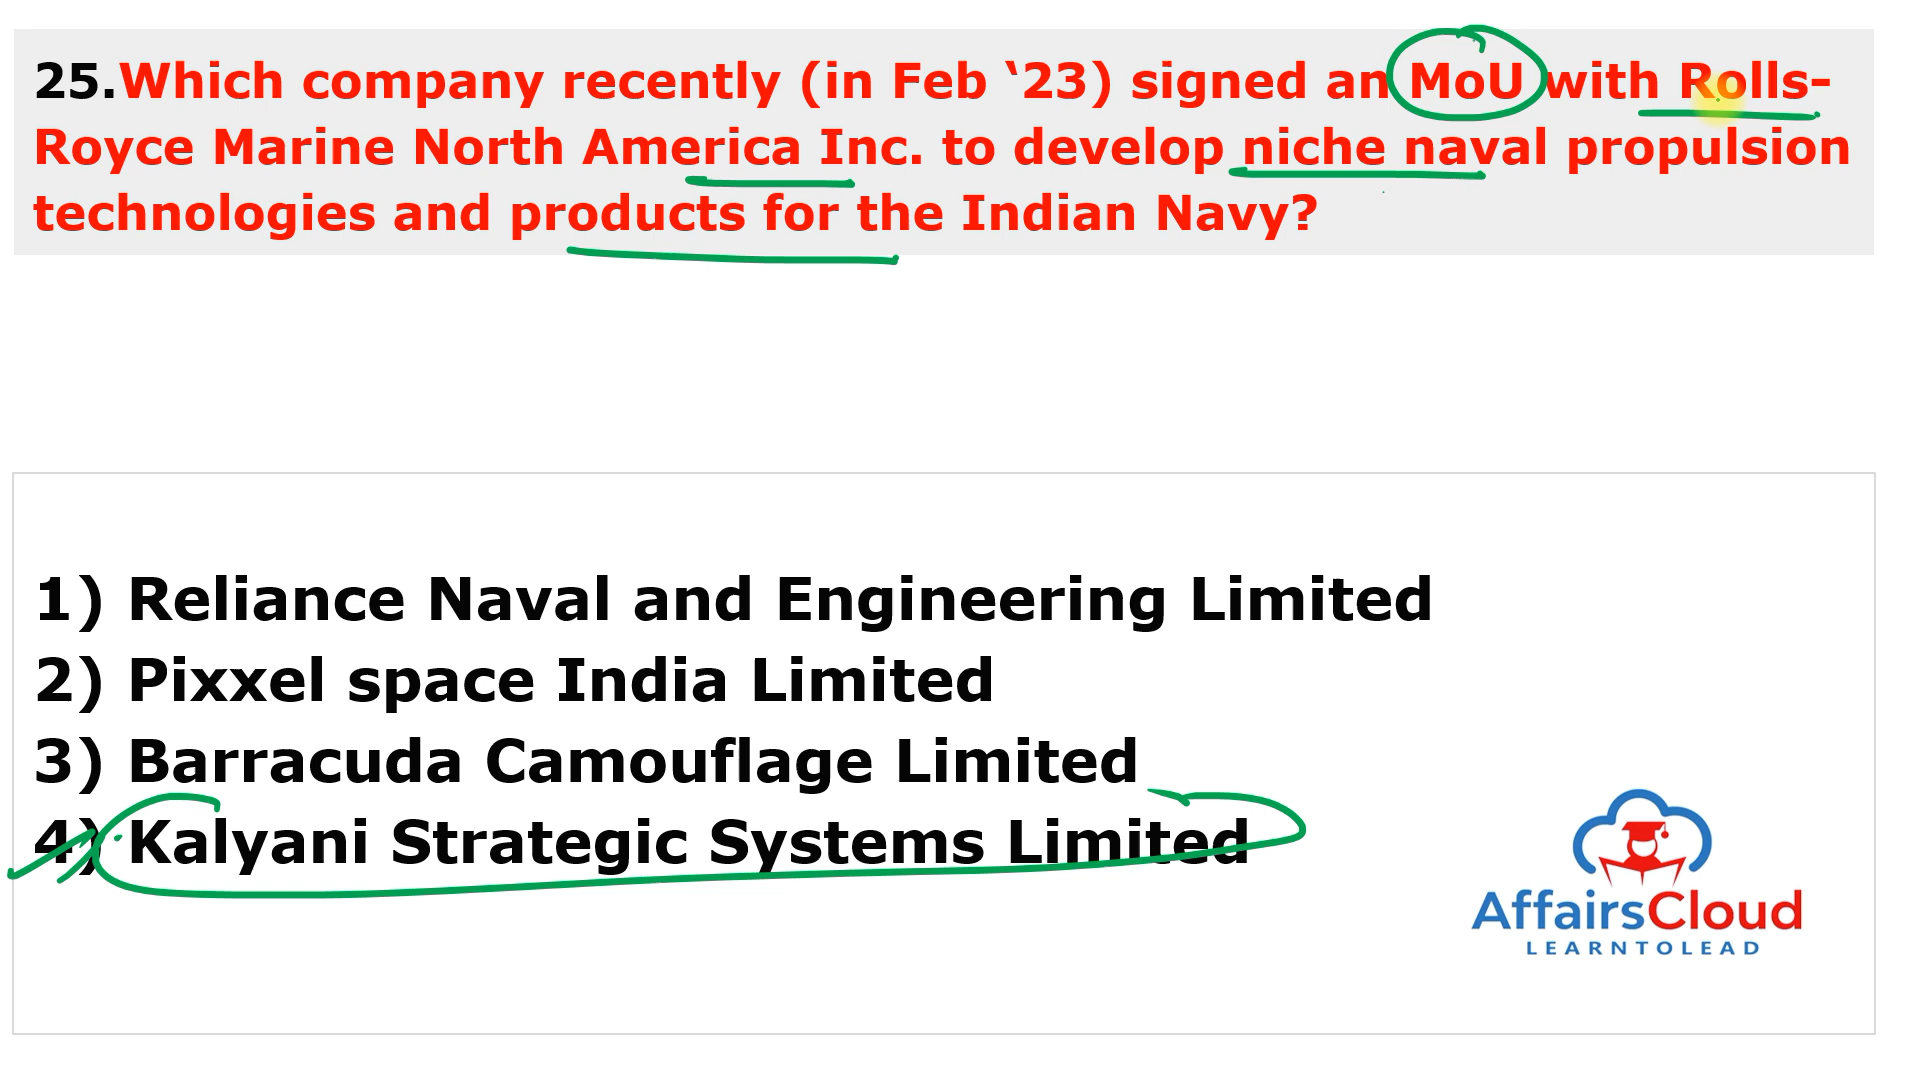 25.Which company recently (in Feb ‘23) signed an MoU with Rolls-
Royce Marine North America Inc. to develop niche naval propulsion
technologies and products for the Indian Navy?
1) Reliance Naval and Engineering Limited
2) Pixxel space India Limited
3) Barracuda Camouflage Limited
4) Kalyani Strategic Systems Limited
AffairsCloud
LEARNTOLEAD